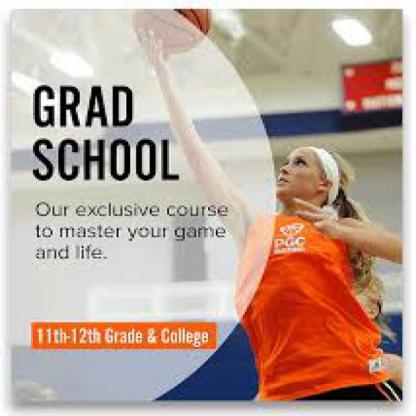 GRAD
SCHOOL
Our exclusive course
to master your game
and life.
PGC
11th-12th Grade & College